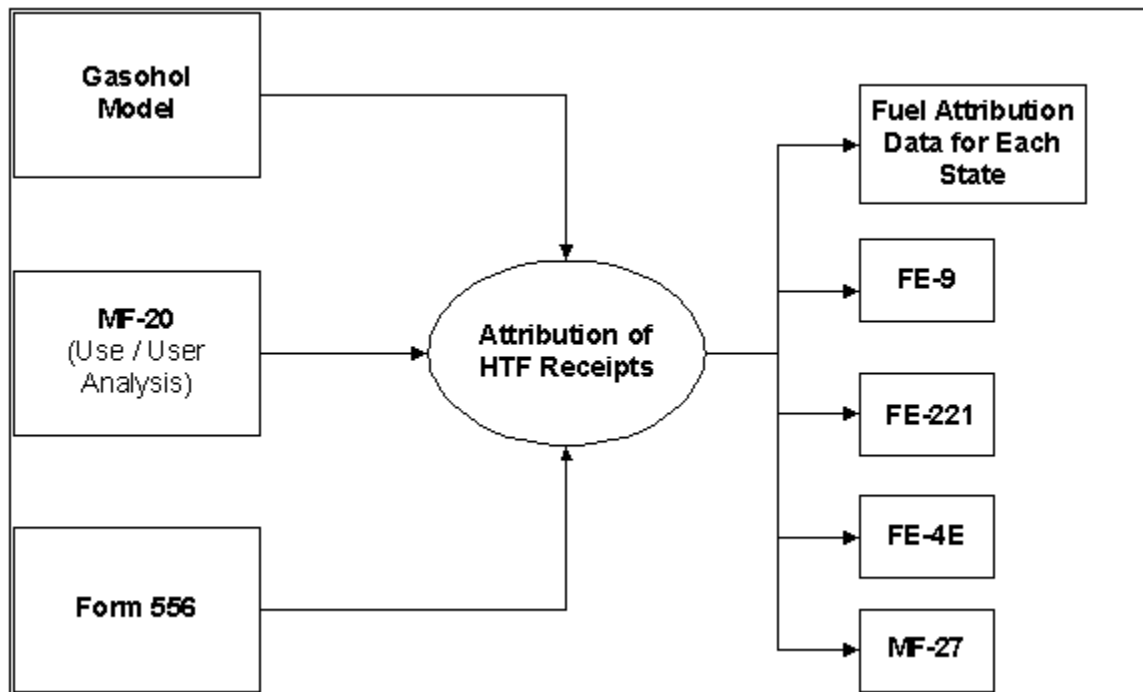 Gasohol
Model
MF-20
(Use / User
Analysis)
Form 556
Attribution of
HTF Receipts
Fuel Attribution
Data for Each
State
FE-9
FE-221
FE-4E
MF-27